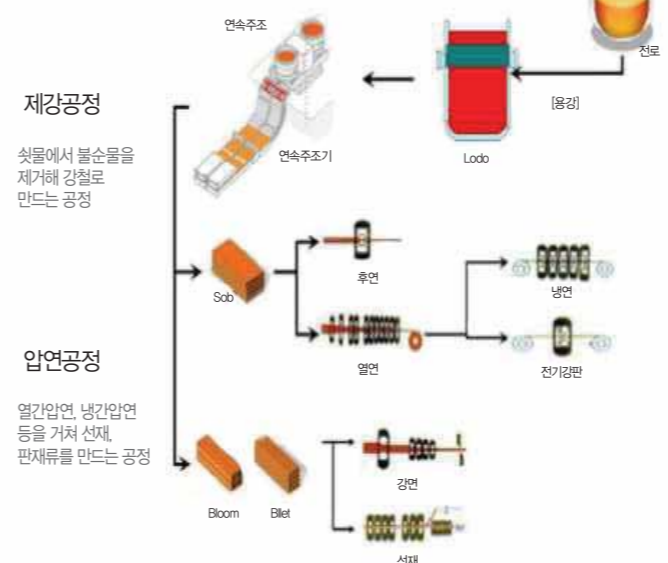 연속주조
전로
제강공정
[용강]
쇳물에서 불순물을
제거해 강철로
만드는 공정
연속주조기
Lodo
Sob
후연
냉연
압연공정
열연
전기강판
열간압연, 냉간압연
등을 거쳐 선재,
판재류를 만드는 공정
강면
Bloom
Bllet
선재